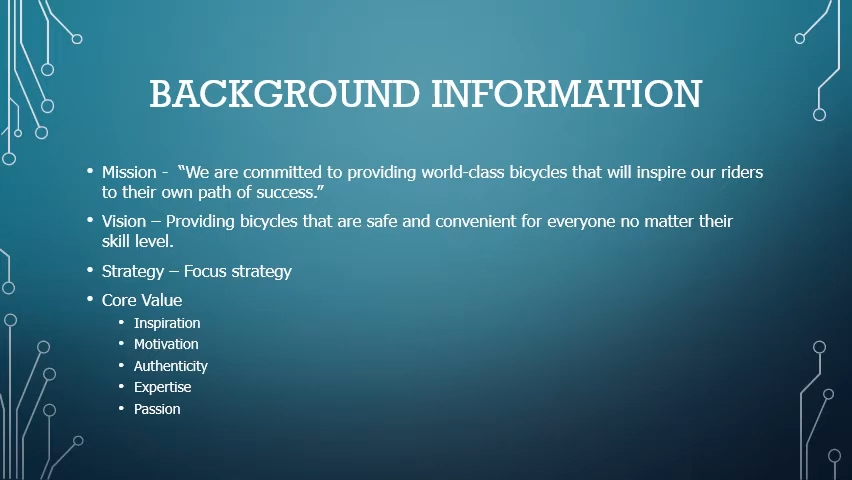 BACKGROUND INFORMATION
• Mission - “We are committed to providing world-class bicycles that will inspire our riders
to their own path of success.”
• Vision – Providing bicycles that are safe and convenient for everyone no matter their
skill level.
• Strategy – Focus strategy
• Core Value
• Inspiration
• Motivation
• Authenticity
• Expertise
• Passion